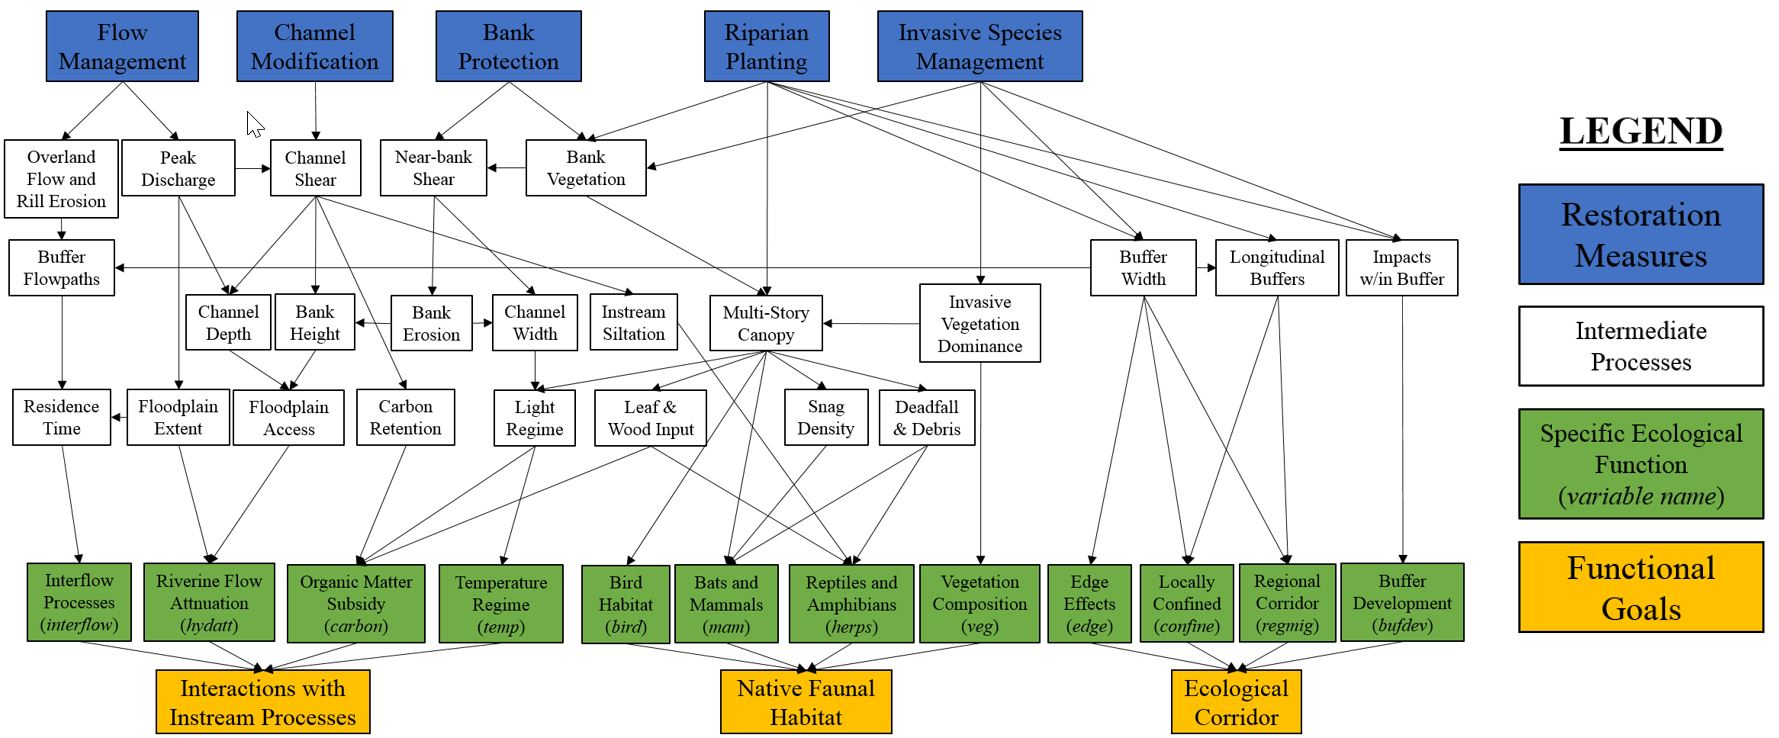 Flow
Management
Channel
Modification
Bank
Protection
Riparian
Planting
Invasive Species
Management
LEGEND
Overland
Flow and
Rill Erosion
Peak
Discharge
Channel
Shear
Near-bank
Shear
Bank
Vegetation
Restoration
Measures
Buffer
Flowpaths
Buffer
Width
Longitudinal
Buffers
Impacts
w/in Buffer
Channel
Depth
Bank
Height
Bank
Erosion
Channel
Width
Instream
Siltation
Multi-Story
Canopy
Invasive
Vegetation
Dominance
Intermediate
Processes
Residence
Time
Floodplain
Extent
Floodplain
Access
Carbon
Retention
Light
Regime
Leaf &
Wood Input
Snag
Density
Deadfall
& Debris
Specific Ecological
Function
(variable name)
Interflow
Processes
(interflow)
Riverine Flow
Attnuation
(hydatt)
Organic Matter
Subsidy
(carbon)
Temperature
Regime
(temp)
Bird
Habitat
(bird)
Bats and
Mammals
(mam)
Reptiles and
Amphibians
(herps)
Vegetation
Composition
(veg)
Edge
Effects
(edge)
Locally
Confined
(confine)
Regional
Corridor
(regmig)
Buffer
Development
(bufdev)
Functional
Goals
Interactions with
Instream Processes
Native Faunal
Habitat
Ecological
Corridor